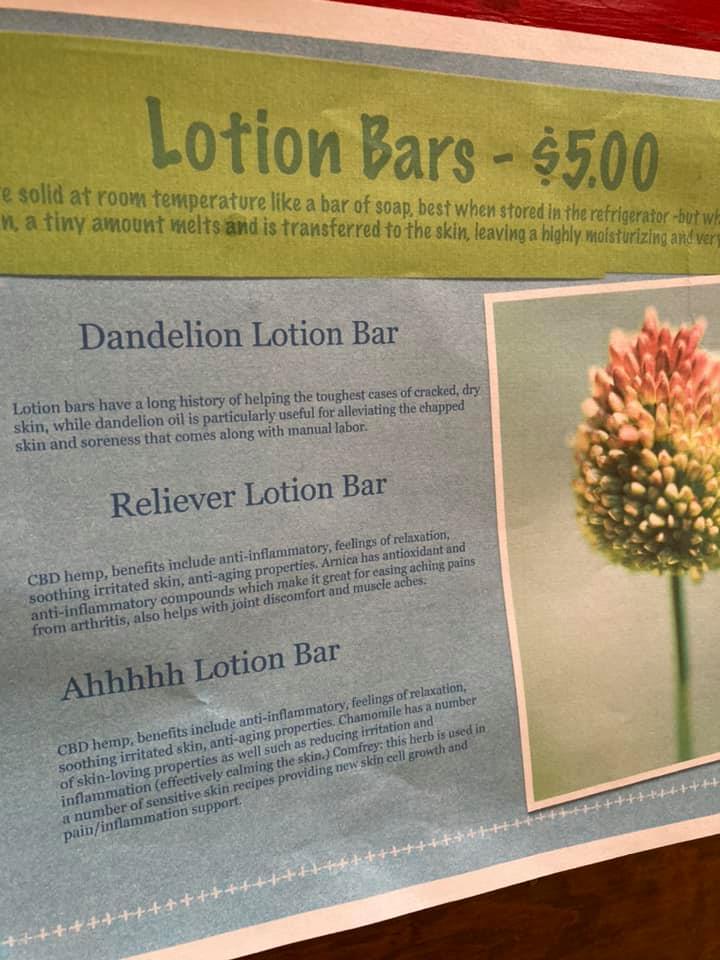 Lotion Bars - $5.00
e solid at room temperature like a bar of soap, best when stored in the refrigerator -but wh
n, a tiny amount melts and is transferred to the skin, leaving a highly moisturizing and very
Dandelion Lotion Bar
Lotion bars have a long history of helping the toughest cases of cracked, dry
skin, while dandelion oil is particularly useful for alleviating the chapped
skin and soreness that comes along with manual labor.
Reliever Lotion Bar
CBD hemp, benefits include anti-inflammatory, feelings of relaxation,
soothing irritated skin, anti-aging properties. Arnica has antioxidant and
anti-inflammatory compounds which make it great for easing aching pains
from arthritis, also helps with joint discomfort and muscle aches.
Ahhhhh Lotion Bar
CBD hemp, benefits include anti-inflammatory, feelings of relaxation,
soothing irritated skin, anti-aging properties. Chamomile has a number
of skin-loving properties as well such as reducing irritation and
inflammation (effectively calming the skin.) Comfrey: this herb is used in
a number of sensitive skin recipes providing new skin cell growth and
pain/inflammation support.